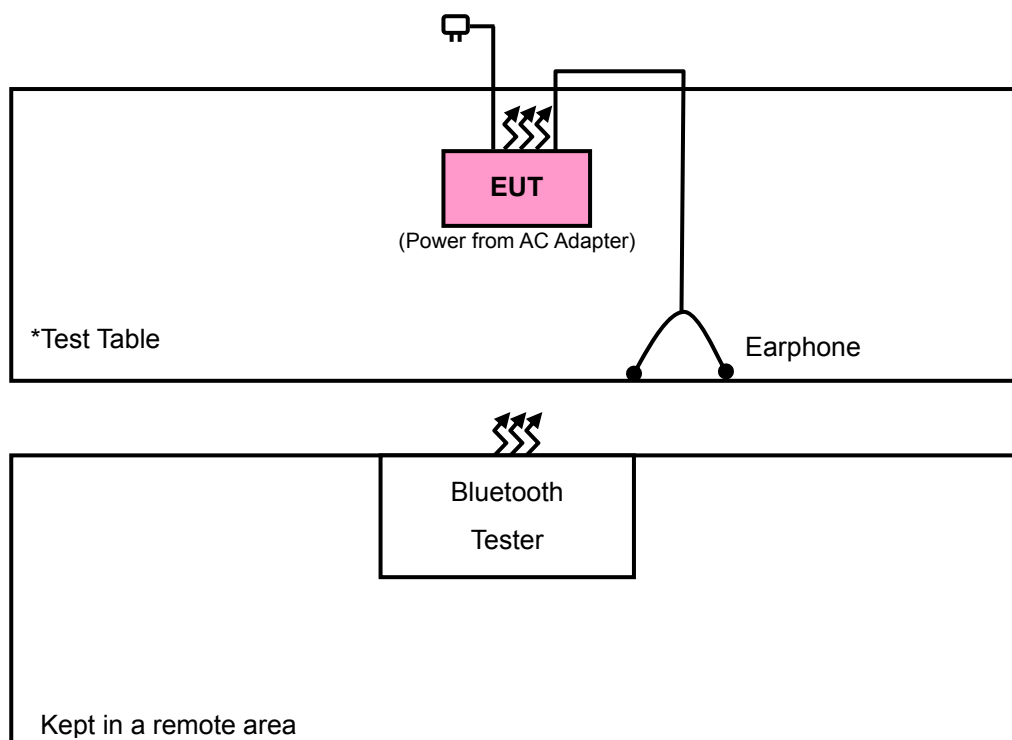 EUT
(Power from AC Adapter)
*Test Table
Earphone
Bluetooth
Tester
Kept in a remote area